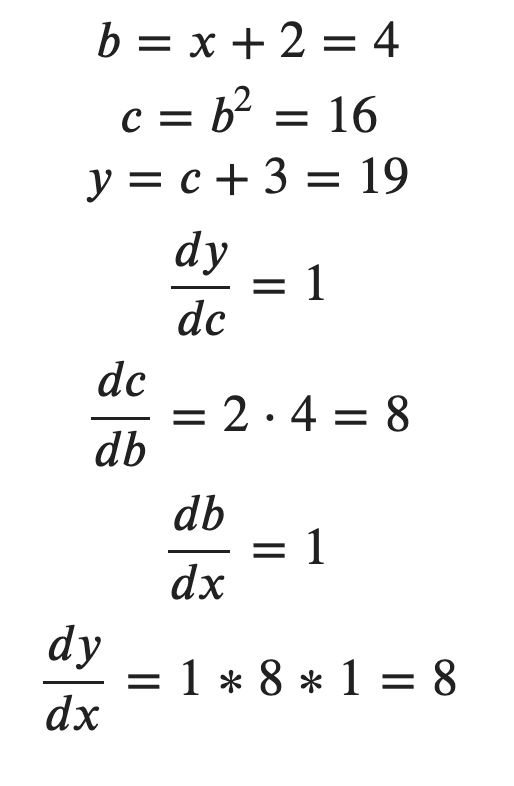 b = x + 2 = 4
c = b² = 16
y = c + 3 = 19
dy/dc = 1
dc/db = 2 · 4 = 8
db/dx = 1
dy/dx = 1 * 8 * 1 = 8